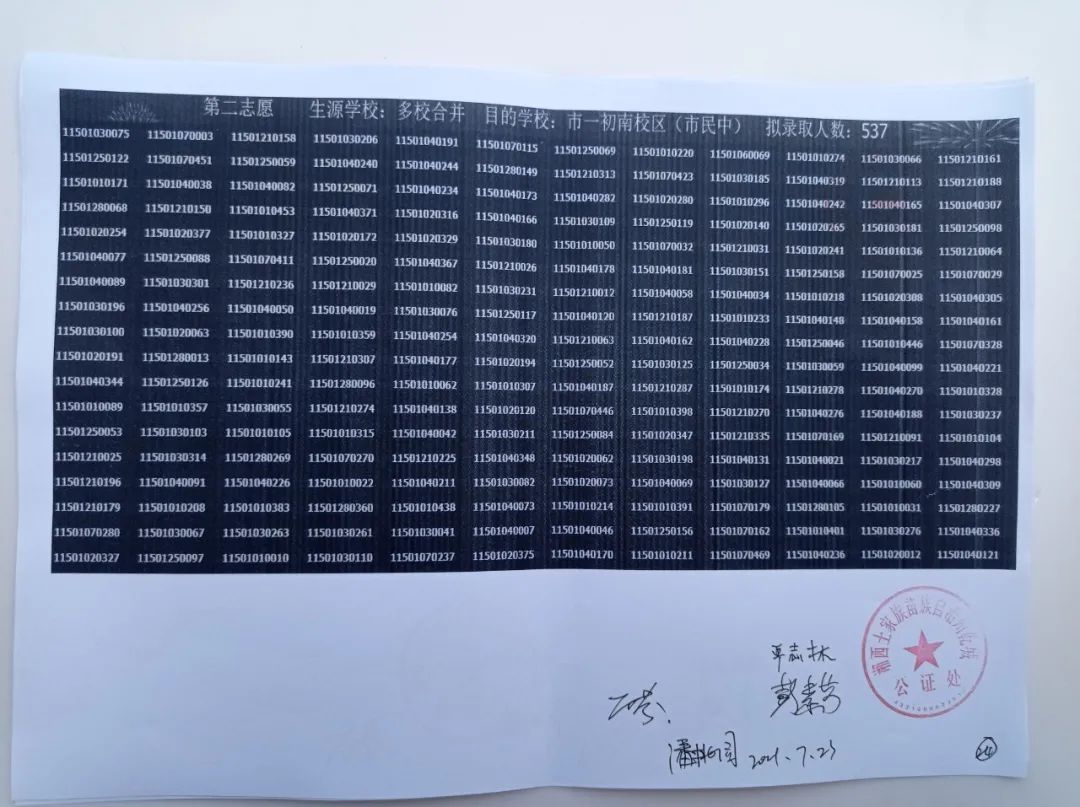 第二志愿 生源学校：多校合并 目的学校：市一初南校区（市民中） 拟录取人数：537
11501030075 11501070003 11501210158 11501030206 11501040191 11501070115 11501250069 11501010220 11501060069 11501010274 11501030066 11501210161
11501250122 11501070451 11501250059 11501040240 11501040244 11501280149 11501210313 11501070423 11501030185 11501040319 11501210113 11501210188
11501010171 11501040038 11501040082 11501250071 11501040234 11501040173 11501040282 11501020280 11501010296 11501040242 11501040165 11501040307
11501280068 11501210150 11501010453 11501040371 11501020316 11501040166 11501030109 11501250119 11501020140 11501020265 11501030181 11501250098
11501020254 11501020377 11501010327 11501020172 11501020329 11501030180 11501010050 11501070032 11501210031 11501020241 11501010136 11501210064
11501040077 11501250088 11501070411 11501250020 11501040367 11501210026 11501040178 11501040181 11501030151 11501250158 11501070025 11501070029
11501040089 11501030301 11501210236 11501210029 11501010082 11501030231 11501210012 11501040058 11501040034 11501010218 11501020308 11501040305
11501030196 11501040256 11501040050 11501040019 11501030076 11501250117 11501040120 11501210187 11501010233 11501040148 11501040158 11501040161
11501030100 11501020063 11501010390 11501010359 11501040254 11501040320 11501210063 11501040162 11501040228 11501250046 11501010446 11501070328
11501020191 11501280013 11501010143 11501210307 11501040177 11501020194 11501250052 11501030125 11501250034 11501030059 11501040099 11501040221
11501040344 11501250126 11501010241 11501280096 11501010062 11501010307 11501040187 11501210287 11501010174 11501210278 11501040270 11501010328
11501010089 11501010357 11501030055 11501210274 11501040138 11501020120 11501070446 11501010398 11501210270 11501040276 11501040188 11501030237
11501250053 11501030103 11501010105 11501010315 11501040042 11501030211 11501250084 11501020347 11501210335 11501070169 11501210091 11501010104
11501210025 11501030314 11501280269 11501070270 11501210225 11501040348 11501020062 11501030198 11501040131 11501040021 11501030217 11501040298
11501210196 11501040091 11501040226 11501010022 11501040211 11501030082 11501020073 11501040069 11501030127 11501040066 11501010060 11501040309
11501210179 11501010208 11501010383 11501280360 11501010438 11501040073 11501010214 11501010391 11501070179 11501280105 11501010031 11501280227
11501070280 11501030067 11501030263 11501030261 11501030041 11501040007 11501040046 11501250156 11501070162 11501010401 11501030276 11501040336
11501020327 11501250097 11501010010 11501030110 11501070237 11501020375 11501040170 11501010211 11501070469 11501040236 11501020012 11501040121
湘西土家族苗族自治州
公证处
2021.7.23
24